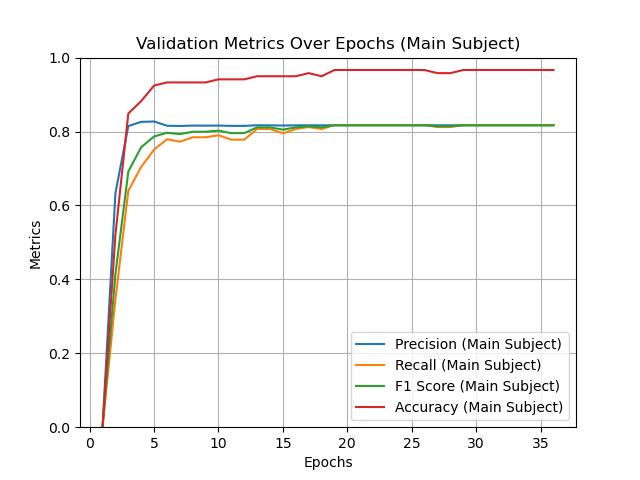 Validation Metrics Over Epochs (Main Subject)
1.0
0.8
0.6
0.4
0.2
0.0
Metrics
0 5 10 15 20 25 30 35
Epochs
Precision (Main Subject)
Recall (Main Subject)
F1 Score (Main Subject)
Accuracy (Main Subject)